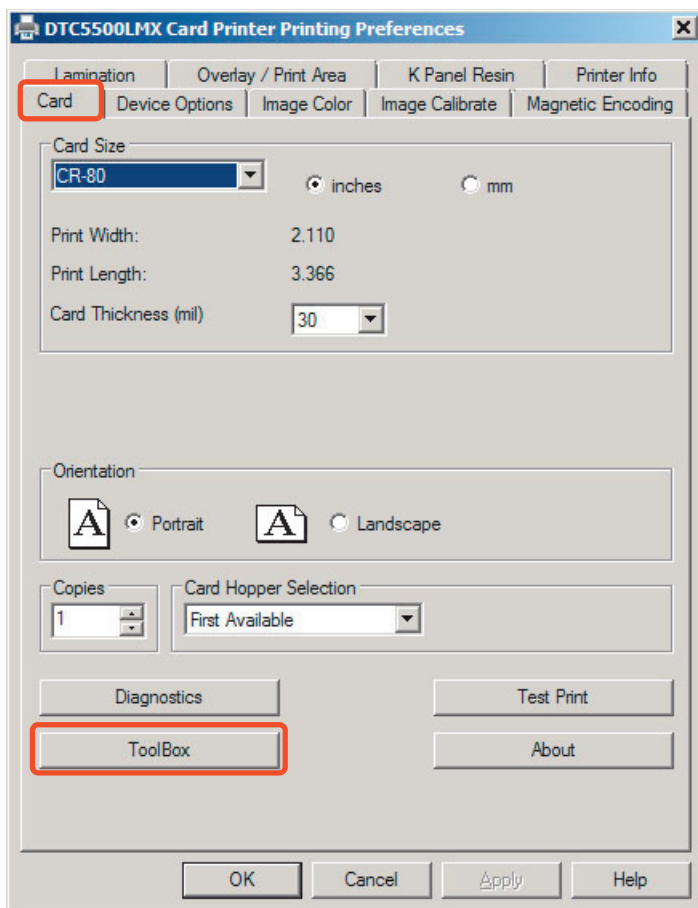 DTC5500LMX Card Printer Printing Preferences
Lamination Overlay / Print Area K Panel Resin Printer Info
Card Device Options Image Color Image Calibrate Magnetic Encoding
Card Size
CR-80 inches mm
Print Width: 2.110
Print Length: 3.366
Card Thickness (mil) 30
Orientation
A Portrait A Landscape
Copies Card Hopper Selection
1 First Available
Diagnostics Test Print
ToolBox About
OK Cancel Apply Help